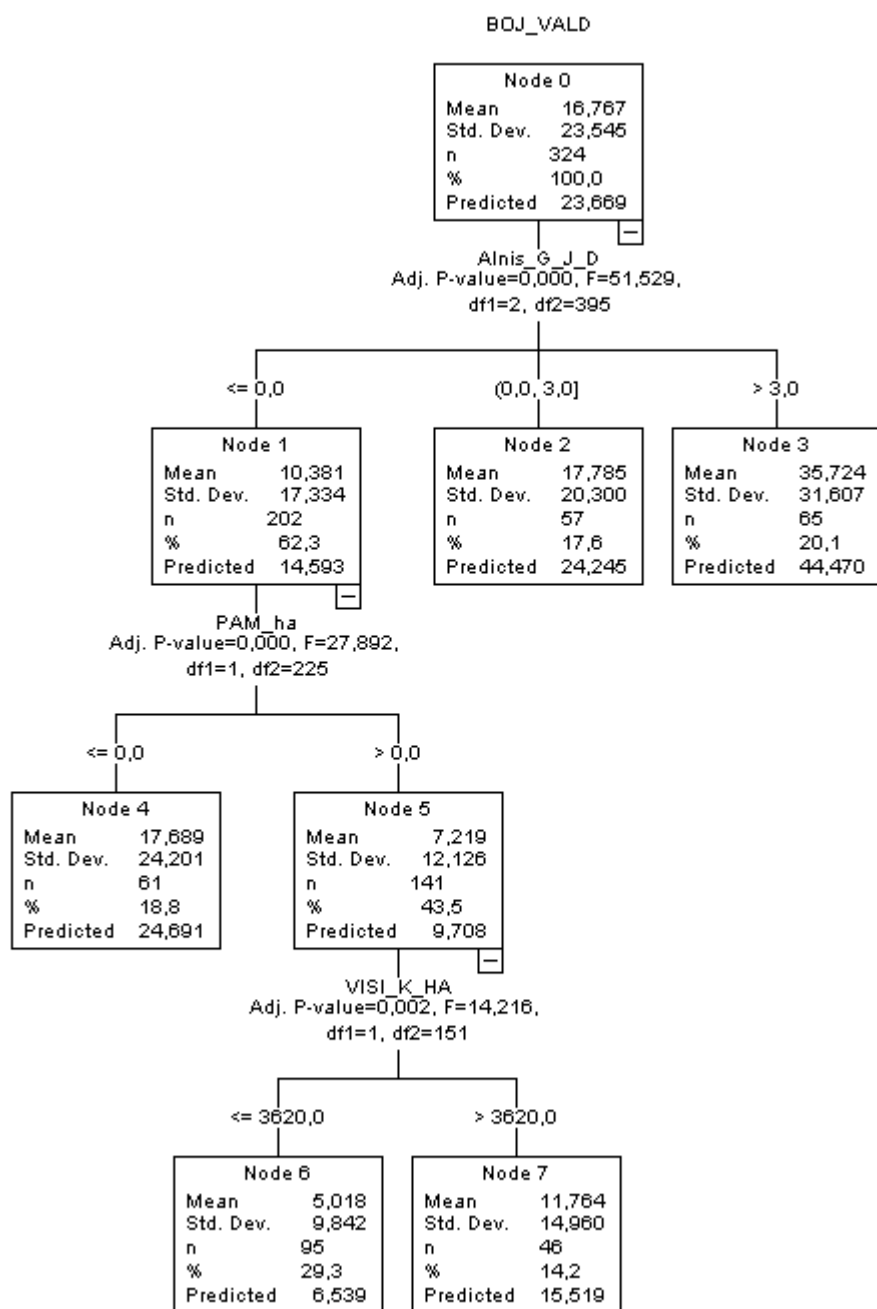 BOJ_VALD
Node 0
Mean 16,767
Std. Dev. 23,545
n 324
% 100,0
Predicted 23,669
Alnis_G_J_D
Adj. P-value=0,000, F=51,529,
df1=2, df2=395
<= 0,0
(0,0, 3,0]
> 3,0
Node 1
Mean 10,381
Std. Dev. 17,334
n 202
% 62,3
Predicted 14,593
Node 2
Mean 17,785
Std. Dev. 20,300
n 57
% 17,6
Predicted 24,245
Node 3
Mean 35,724
Std. Dev. 31,607
n 65
% 20,1
Predicted 44,470
PAM_ha
Adj. P-value=0,000, F=27,892,
df1=1, df2=225
<= 0,0
> 0,0
Node 4
Mean 17,689
Std. Dev. 24,201
n 61
% 18,8
Predicted 24,691
Node 5
Mean 7,219
Std. Dev. 12,126
n 141
% 43,5
Predicted 9,708
VISI_K_HA
Adj. P-value=0,002, F=14,216,
df1=1, df2=151
<= 3620,0
> 3620,0
Node 6
Mean 5,018
Std. Dev. 9,842
n 95
% 29,3
Predicted 6,539
Node 7
Mean 11,764
Std. Dev. 14,960
n 46
% 14,2
Predicted 15,519